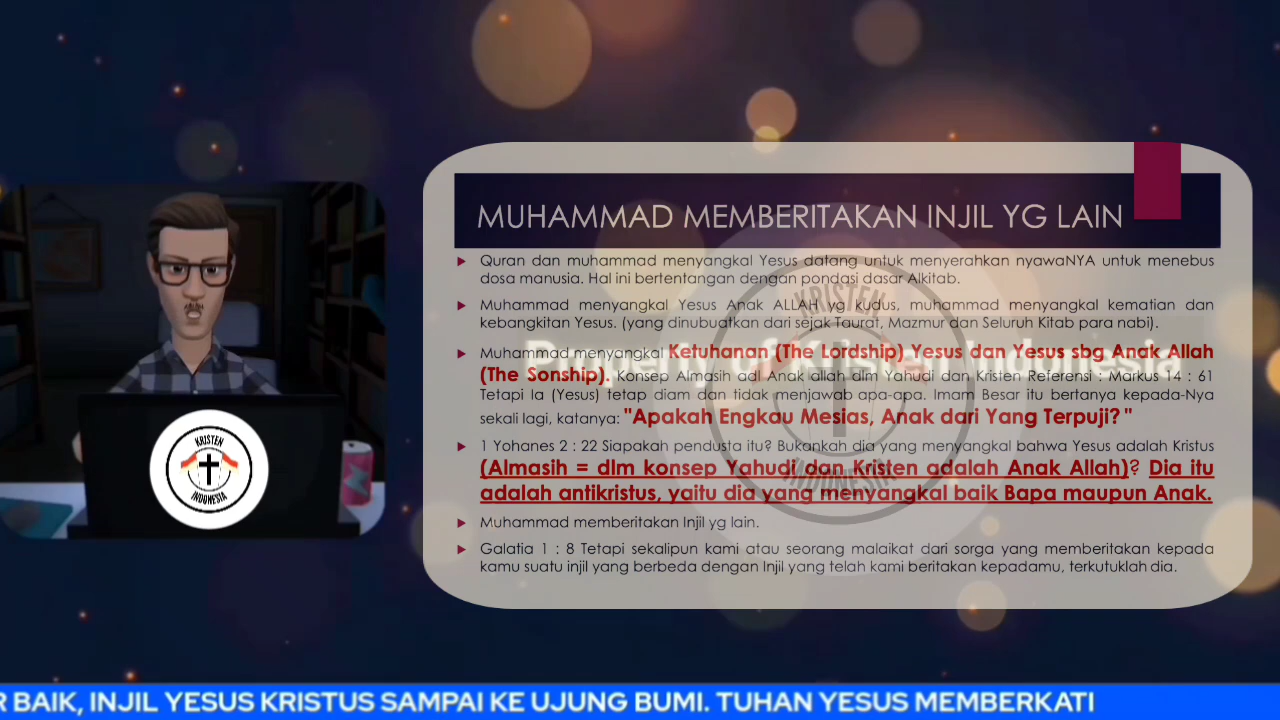 MUHAMMAD MEMBERITAKAN INJIL YG LAIN
Quran dan muhammad menyangkal Yesus datang untuk menyerahkan nyawaNYA untuk menebus
dosa manusia. Hal ini bertentangan dengan pondasi dasar Alkitab.
Muhammad menyangkal Yesus Anak ALLAH yg kudus, muhammad menyangkal kematian dan
kebangkitan Yesus. (yang dinubuatkan dari sejak Taurat, Mazmur dan Seluruh Kitab para nabi).
Muhammad menyangkal Ketuhanan (The Lordship) Yesus dan Yesus sbg Anak Allah
(The Sonship). Konsep Almasih adl Anak allah dlm Yahudi dan Kristen Referensi : Markus 14 : 61
Tetapi Ia (Yesus) tetap diam dan tidak menjawab apa-apa. Imam Besar itu bertanya kepada-Nya
sekali lagi, katanya: "Apakah Engkau Mesias, Anak dari Yang Terpuji? "
1 Yohanes 2 : 22 Siapakah pendusta itu? Bukankah dia yang menyangkal bahwa Yesus adalah Kristus
(Almasih = dlm konsep Yahudi dan Kristen adalah Anak Allah)? Dia itu
adalah antikristus, yaitu dia yang menyangkal baik Bapa maupun Anak.
Muhammad memberitakan Injil yg lain.
Galatia 1 : 8 Tetapi sekalipun kami atau seorang malaikat dari sorga yang memberitakan kepada
kamu suatu injil yang berbeda dengan Injil yang telah kami beritakan kepadamu, terkutuklah dia.
Property of Kristen Indonesia
KRISTEN
INDONESIA
KRISTEN
INDONESIA
R BAIK, INJIL YESUS KRISTUS SAMPAI KE UJUNG BUMI. TUHAN YESUS MEMBERKATI